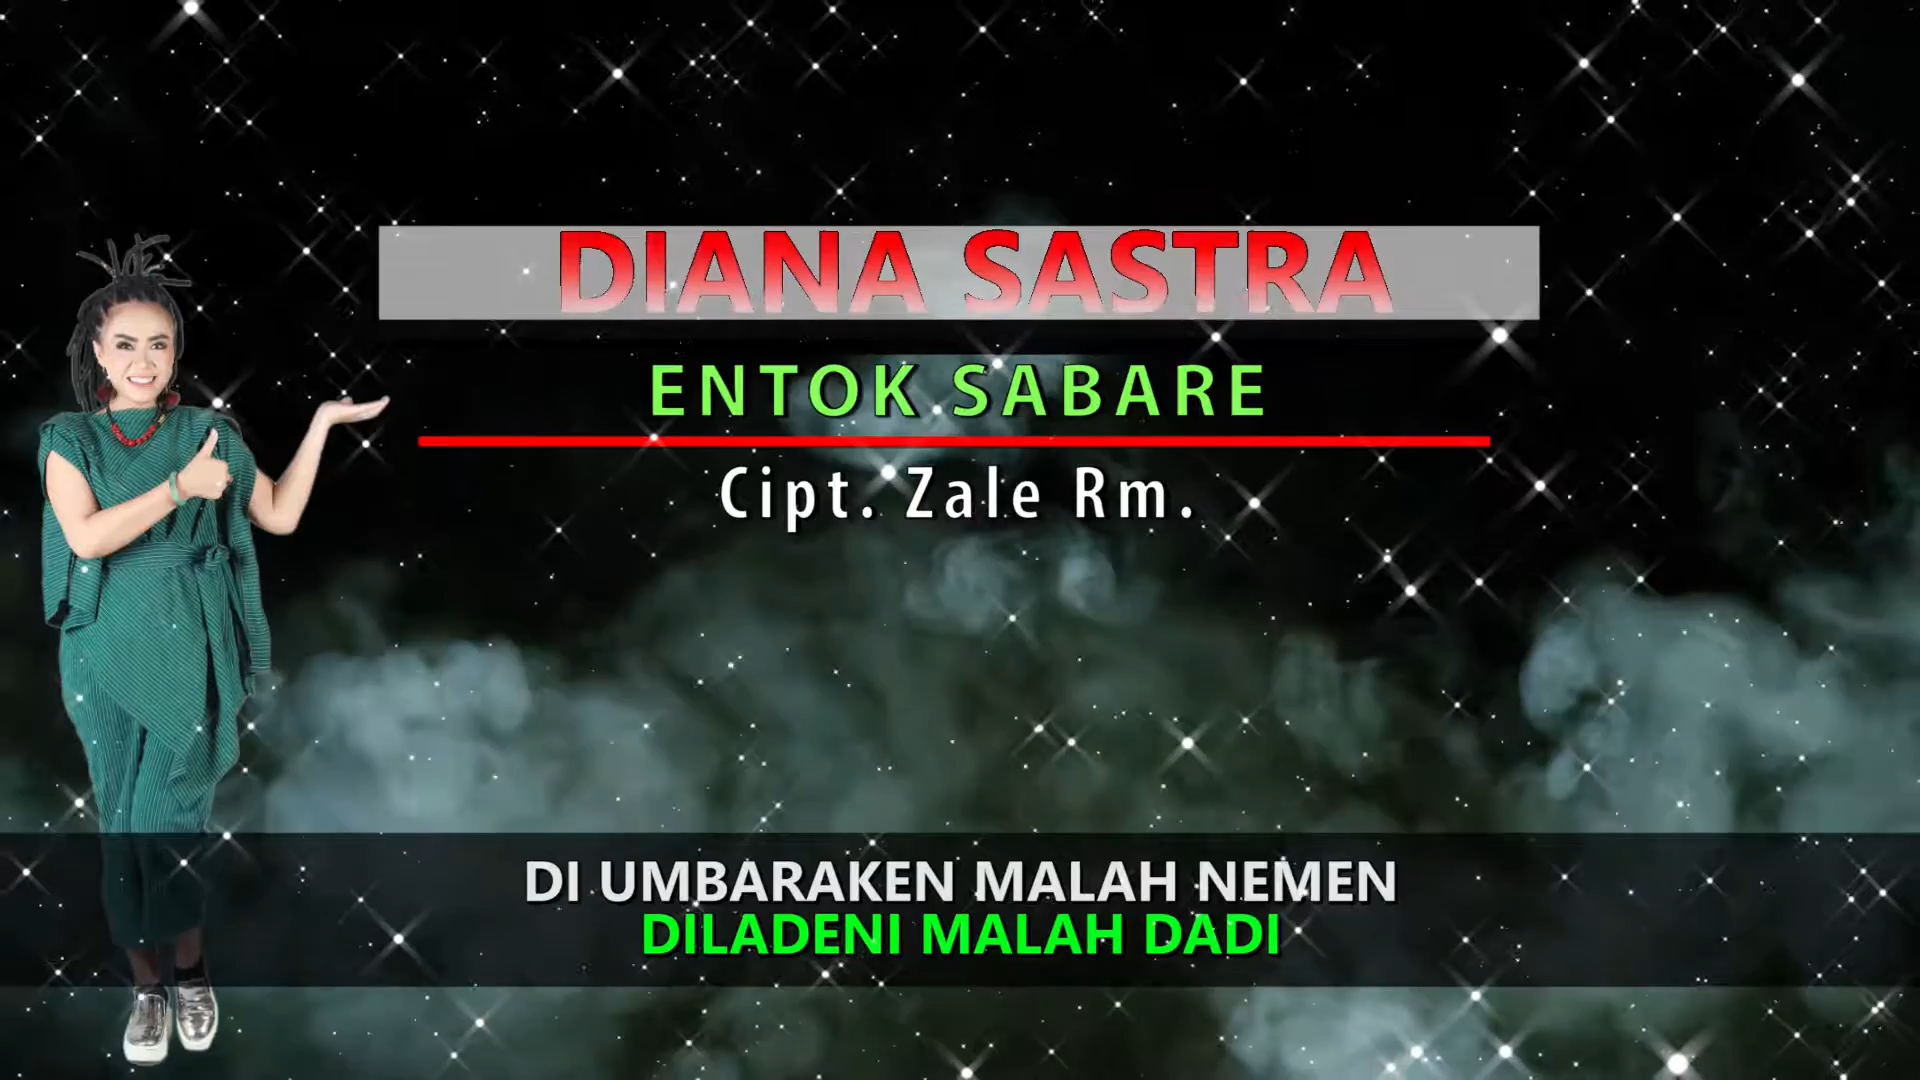 DIANA SASTRA
ENTOK SABARE
Cipt. Zale Rm.
DI UMBARAKEN MALAH NEMEN
DILADENI MALAH DADI